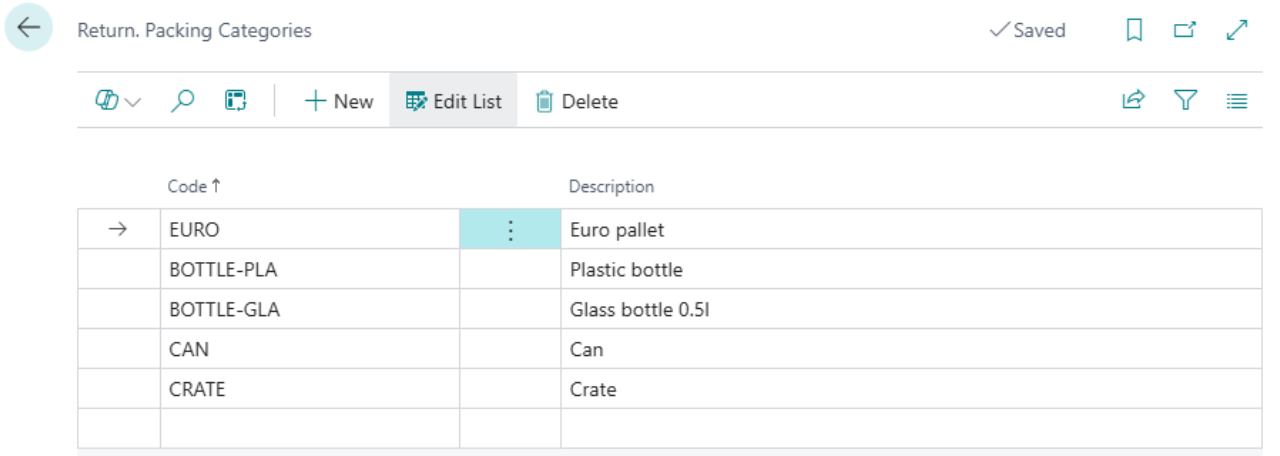 Return. Packing Categories Saved
New Edit List Delete
Code ↑ Description
EURO Euro pallet
BOTTLE-PLA Plastic bottle
BOTTLE-GLA Glass bottle 0.5l
CAN Can
CRATE Crate